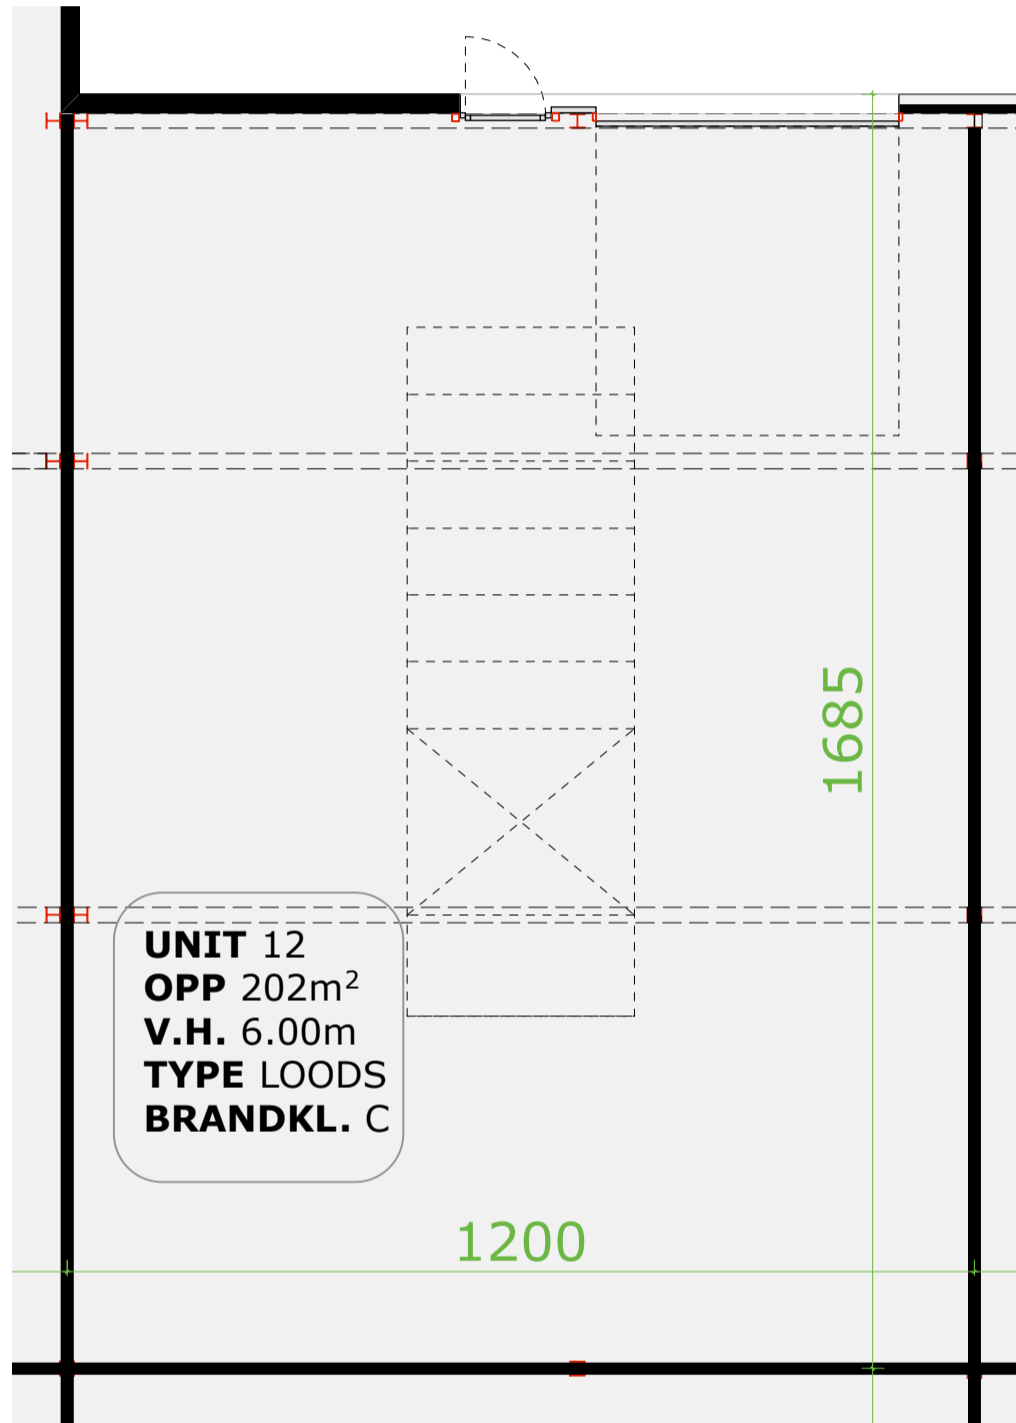 1685
UNIT 12
OPP 202m²
V.H. 6.00m
TYPE LOODS
BRANDKL. C
1200